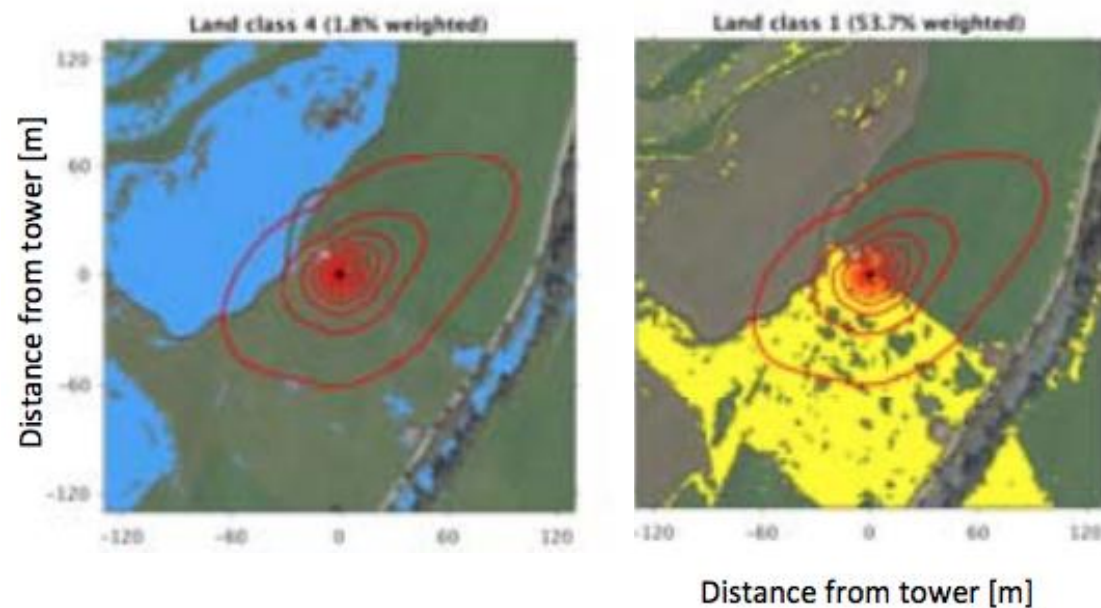 Land class 4 (1.8% weighted)
Land class 1 (53.7% weighted)
Distance from tower [m]
120
60
0
-60
-120
-120 -60 0 60 120
-120 -60 0 60 120
Distance from tower [m]